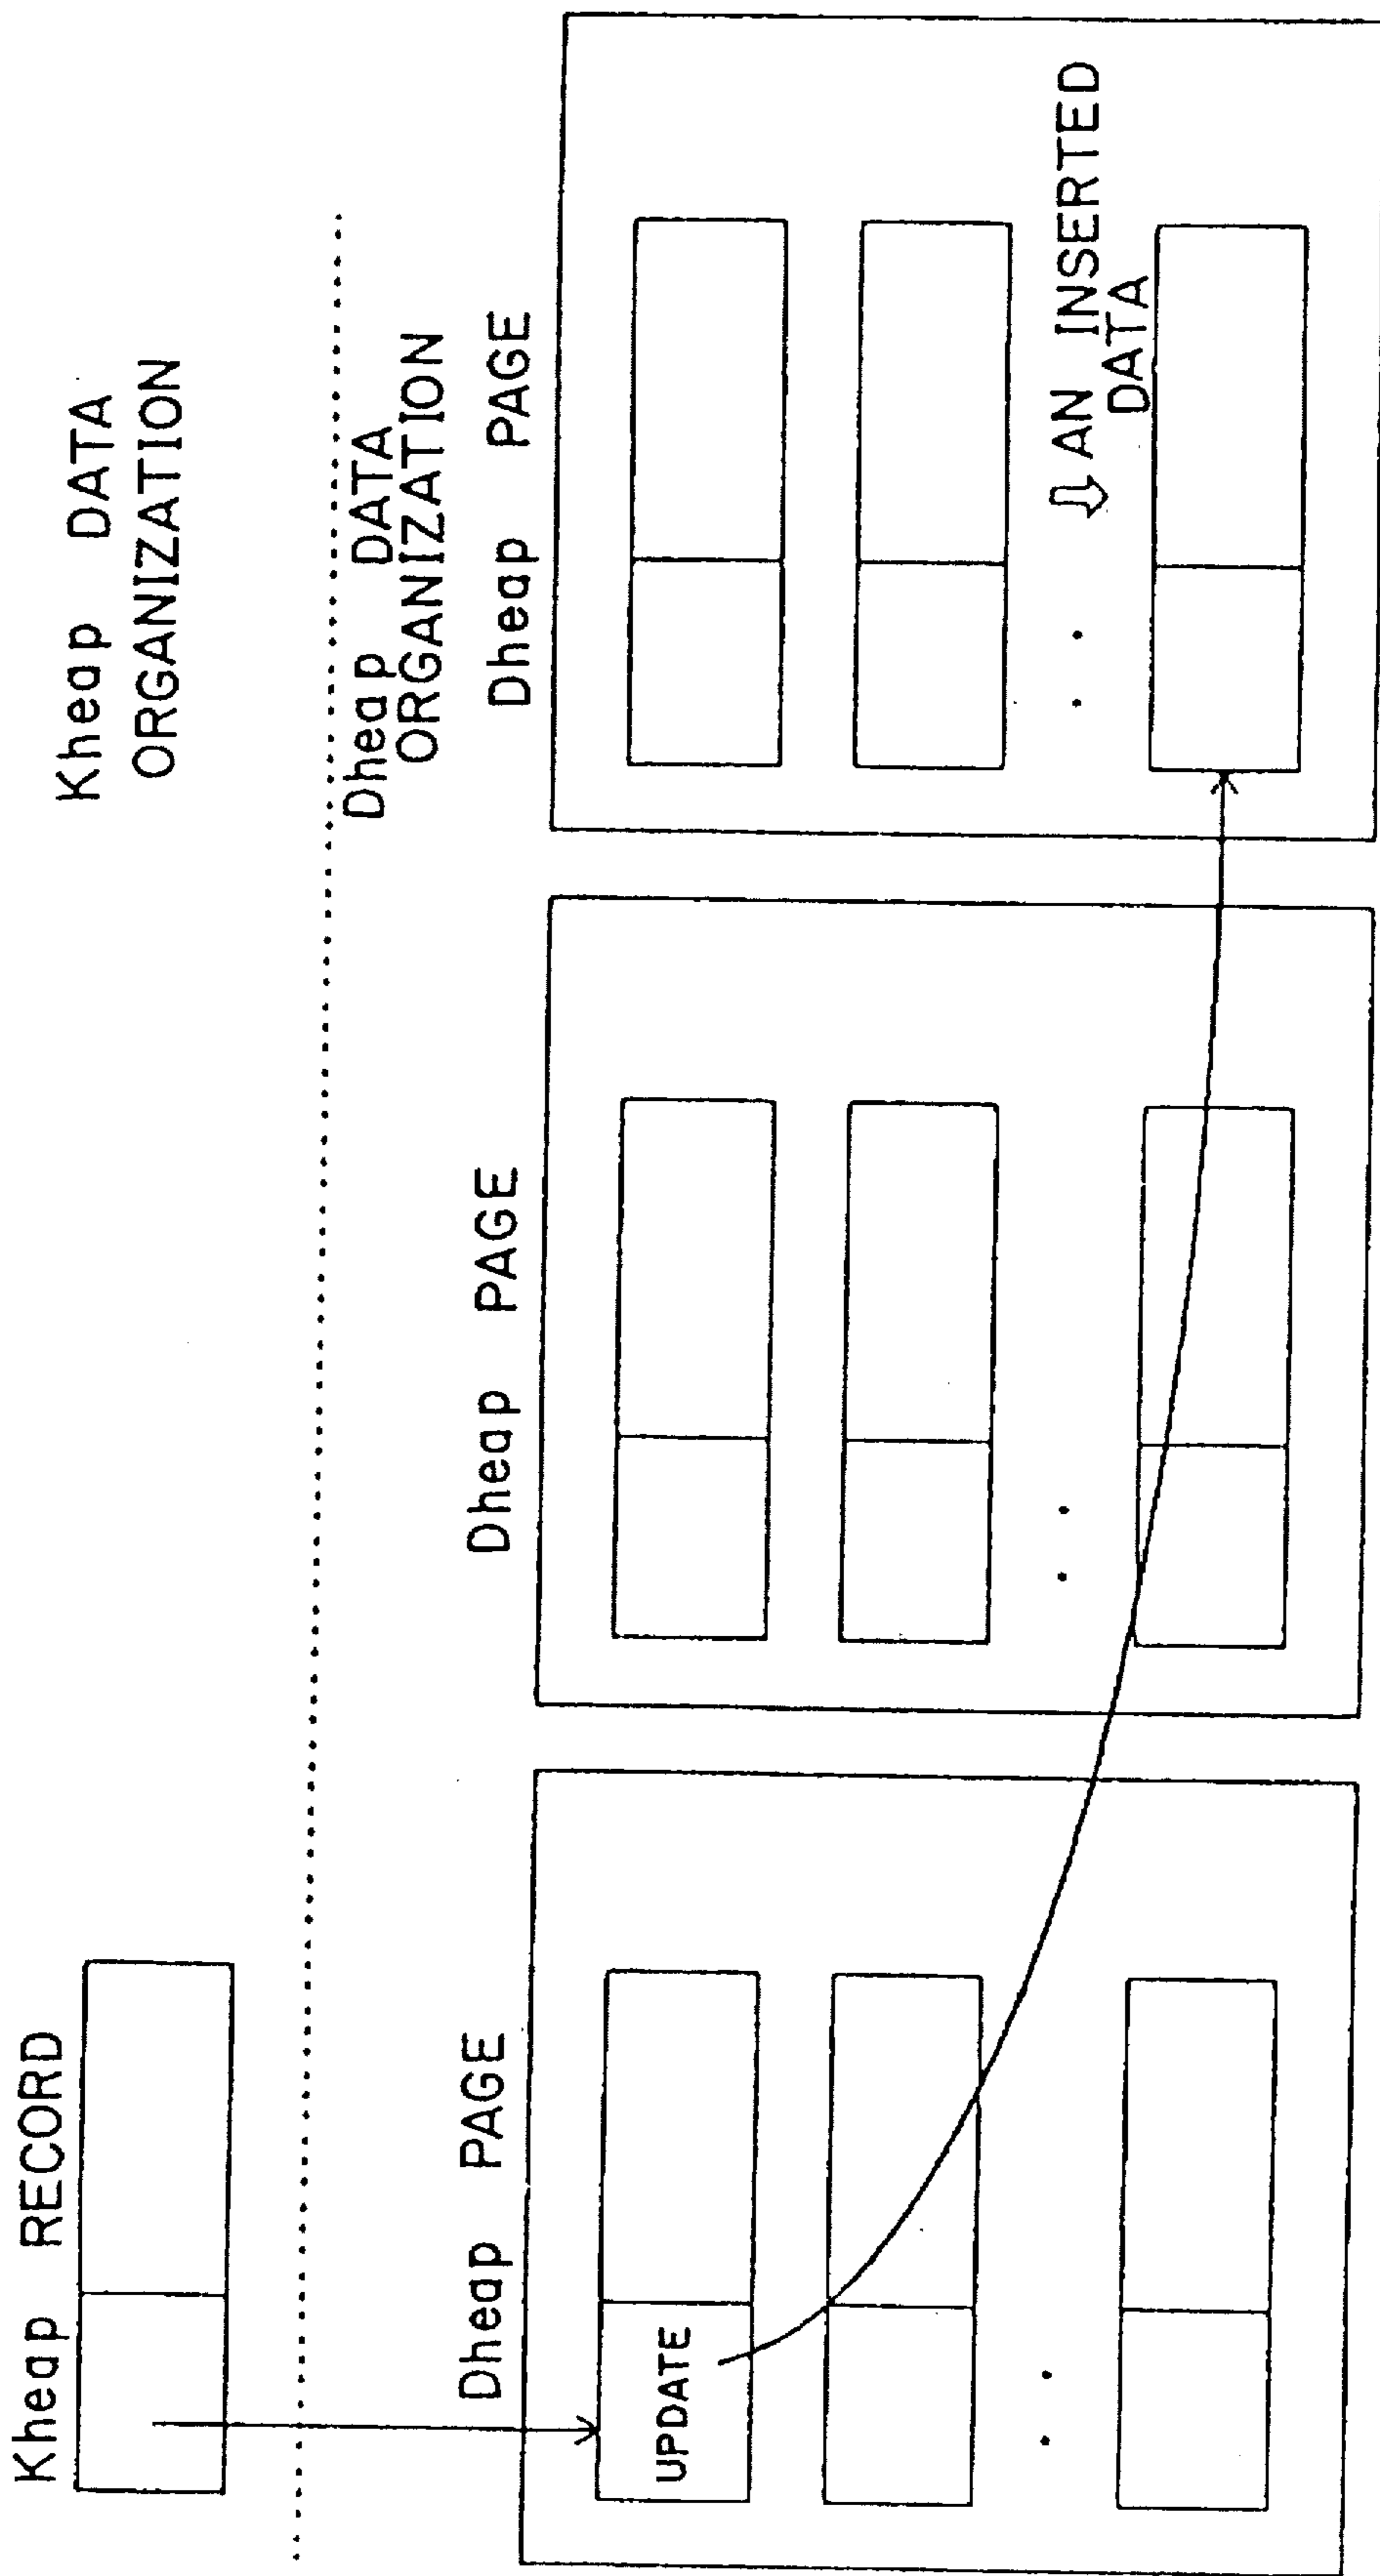 Kheap RECORD
Kheap DATA
ORGANIZATION
Dheap DATA
ORGANIZATION
Dheap PAGE
Dheap PAGE
Dheap PAGE
UPDATE
AN INSERTED
DATA